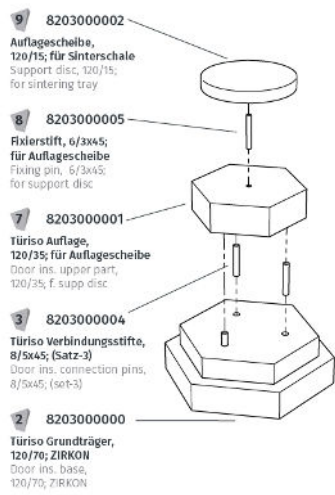 9 8203000002
Auflagescheibe,
120/15; für Sinterschale
Support disc, 120/15;
for sintering tray
8 8203000005
Fixierstift, 6/3x45;
für Auflagescheibe
Fixing pin, 6/3x45;
for support disc
7 8203000001
Türiso Auflage,
120/35; für Auflagescheibe
Door ins. upper part,
120/35; f. supp disc
3 8203000004
Türiso Verbindungsstifte,
8/5x45; (Satz-3)
Door ins. connection pins,
8/5x45; (set-3)
2 8203000000
Türiso Grundträger,
120/70; ZIRKON
Door ins. base,
120/70; ZIRKON